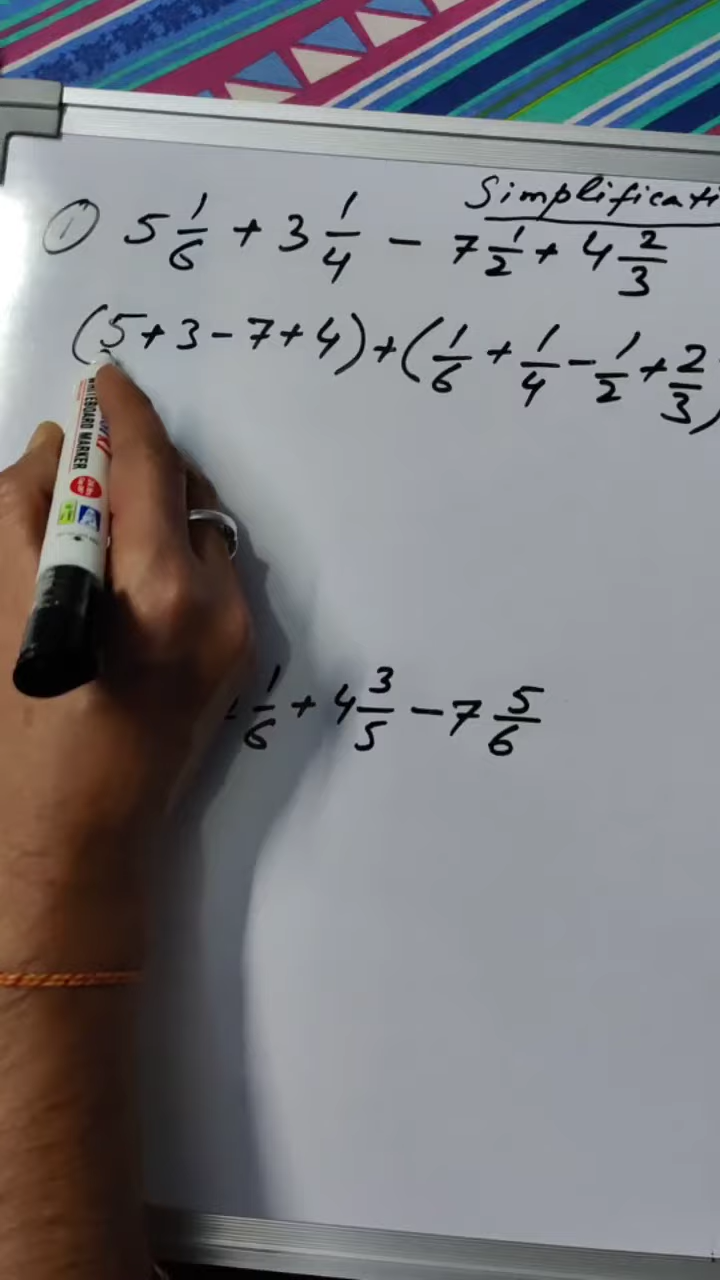 Simplificati
① 5 1/6 + 3 1/4 - 7 1/2 + 4 2/3
(5+3-7+4)+(1/6+1/4-1/2+2/3)
1/6 + 4 3/5 - 7 5/6
WHITEBOARD MARKER